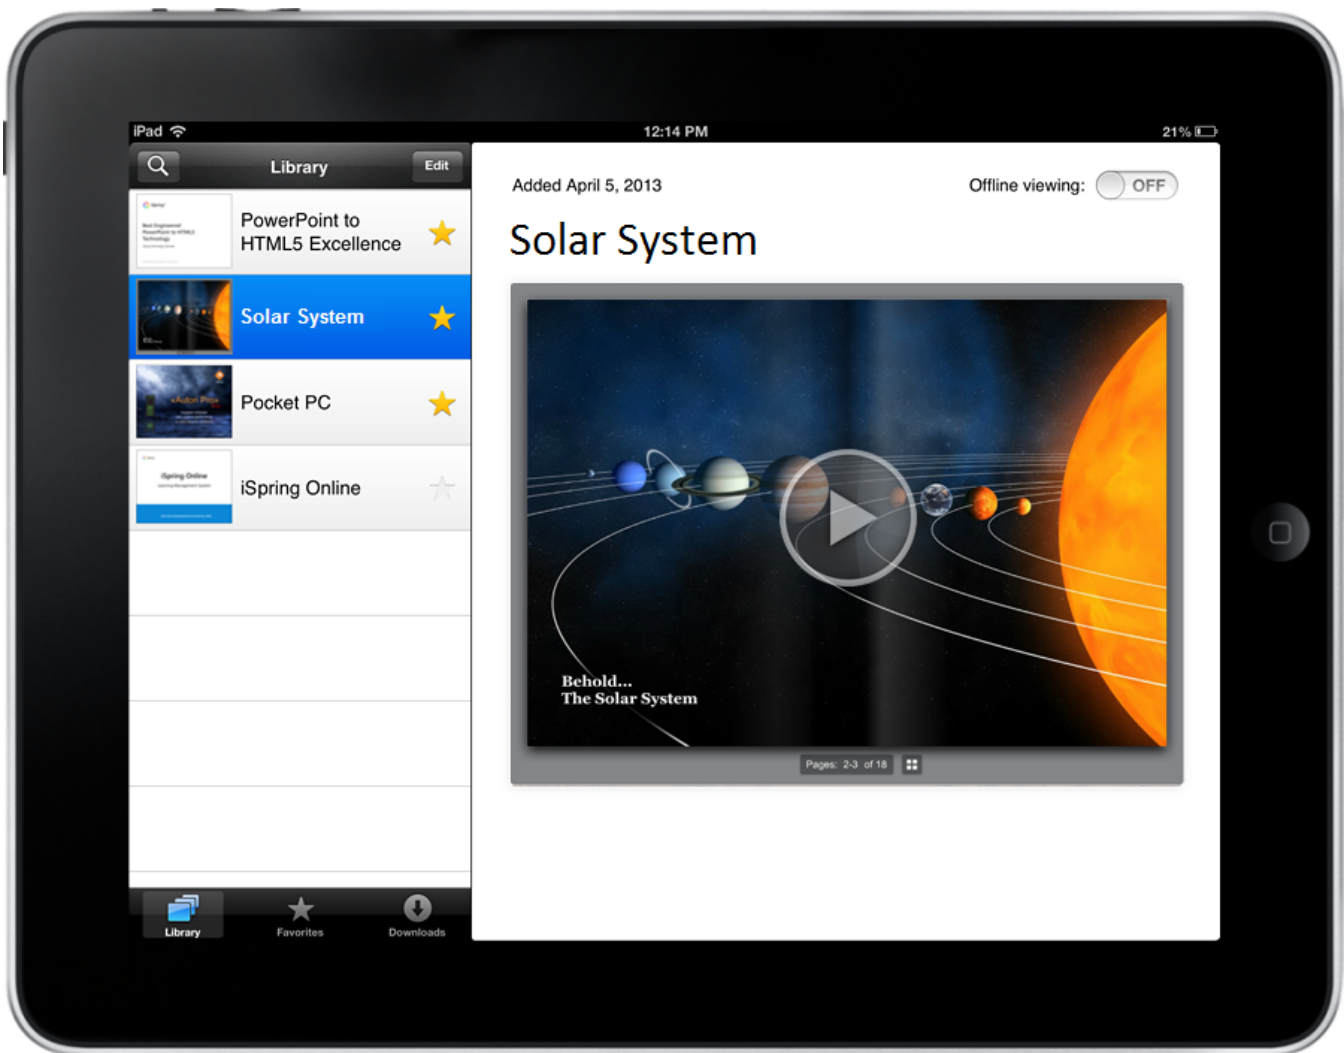 iPad
12:14 PM
21%
Library
Edit
PowerPoint to
HTML5 Excellence
Solar System
Pocket PC
iSpring Online
iSpring Online
Library
Favorites
Downloads
Added April 5, 2013
Offline viewing:
OFF
Solar System
Behold...
The Solar System
Pages: 2-3 of 18